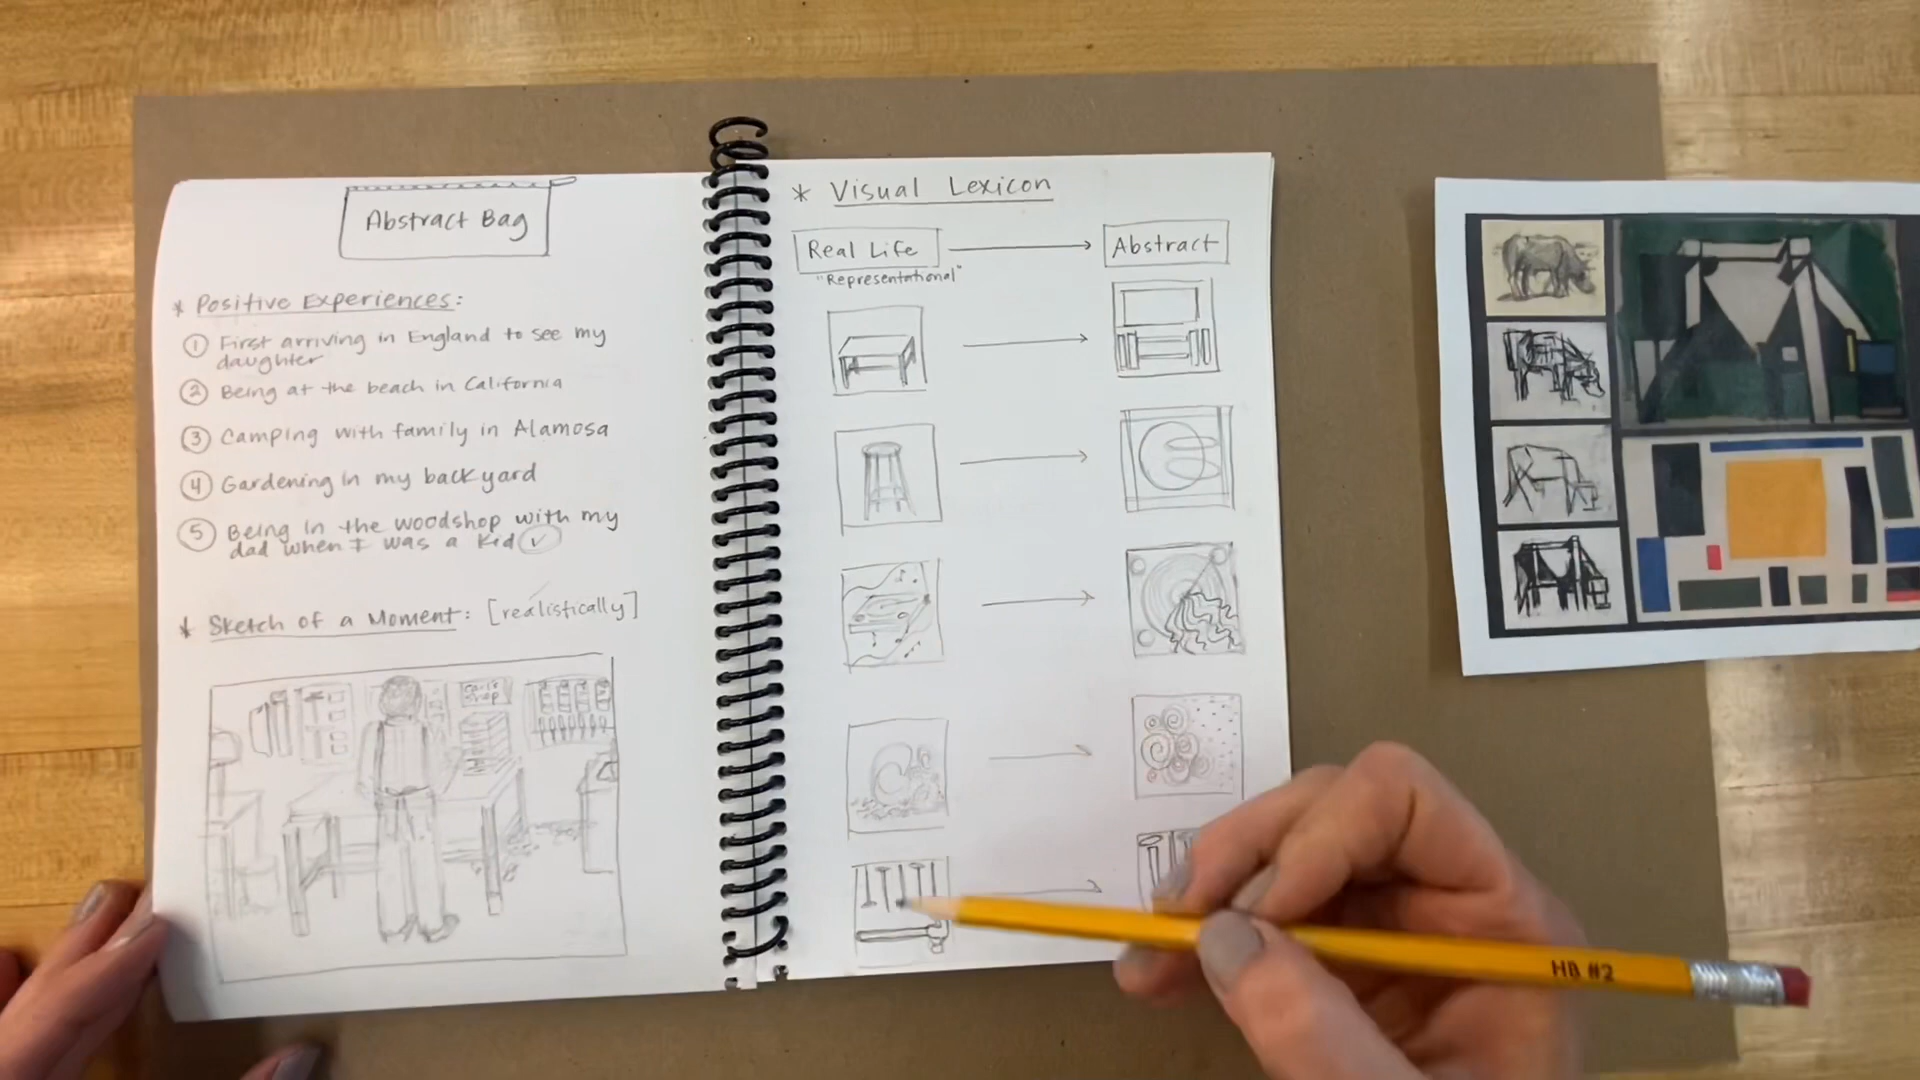 Abstract Bag
* Positive Experiences:
1 First arriving in England to see my
daughter
2 Being at the beach in California
3 Camping with family in Alamosa
4 Gardening in my backyard
5 Being in the woodshop with my
dad when I was a kid ✓
* Sketch of a Moment: [realistically]
Carl's
Shop
* Visual Lexicon
Real Life
Abstract
"Representational"
HB #2